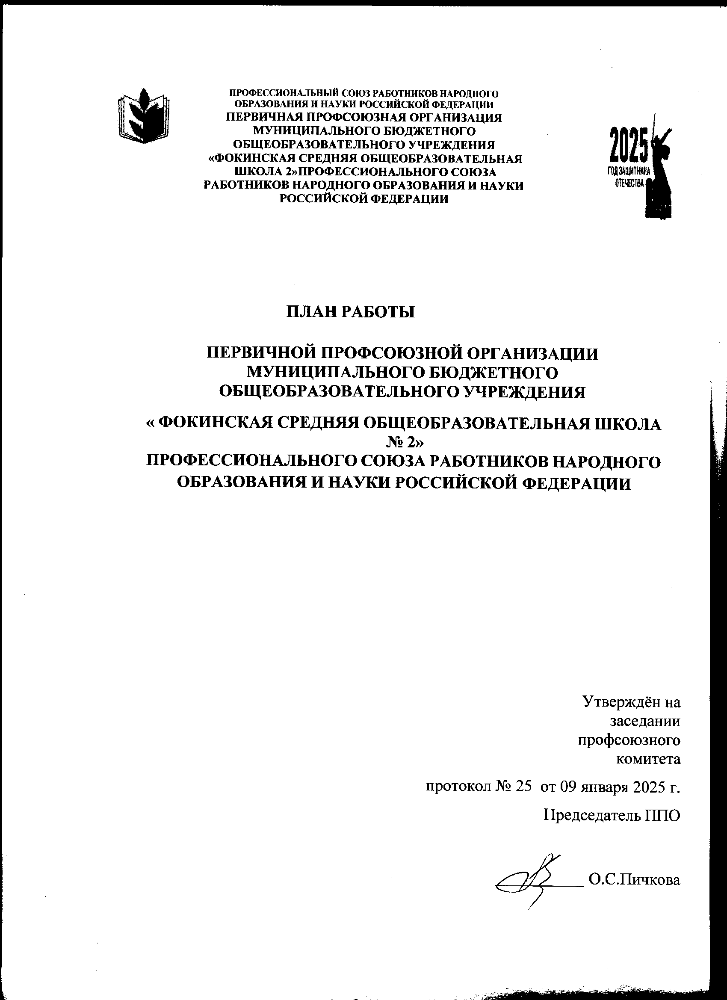 ПРОФЕССИОНАЛЬНЫЙ СОЮЗ РАБОТНИКОВ НАРОДНОГО
ОБРАЗОВАНИЯ И НАУКИ РОССИЙСКОЙ ФЕДЕРАЦИИ
ПЕРВИЧНАЯ ПРОФСОЮЗНАЯ ОРГАНИЗАЦИЯ
МУНИЦИПАЛЬНОГО БЮДЖЕТНОГО
ОБЩЕОБРАЗОВАТЕЛЬНОГО УЧРЕЖДЕНИЯ
«ФОКИНСКАЯ СРЕДНЯЯ ОБЩЕОБРАЗОВАТЕЛЬНАЯ
ШКОЛА 2»ПРОФЕССИОНАЛЬНОГО СОЮЗА
РАБОТНИКОВ НАРОДНОГО ОБРАЗОВАНИЯ И НАУКИ
РОССИЙСКОЙ ФЕДЕРАЦИИ
2025
ГОД ЗАЩИТНИКА
ОТЕЧЕСТВА
ПЛАН РАБОТЫ
ПЕРВИЧНОЙ ПРОФСОЮЗНОЙ ОРГАНИЗАЦИИ
МУНИЦИПАЛЬНОГО БЮДЖЕТНОГО
ОБЩЕОБРАЗОВАТЕЛЬНОГО УЧРЕЖДЕНИЯ
« ФОКИНСКАЯ СРЕДНЯЯ ОБЩЕОБРАЗОВАТЕЛЬНАЯ ШКОЛА
№ 2»
ПРОФЕССИОНАЛЬНОГО СОЮЗА РАБОТНИКОВ НАРОДНОГО
ОБРАЗОВАНИЯ И НАУКИ РОССИЙСКОЙ ФЕДЕРАЦИИ
Утверждён на
заседании
профсоюзного
комитета
протокол № 25 от 09 января 2025 г.
Председатель ППО
О.С.Пичкова